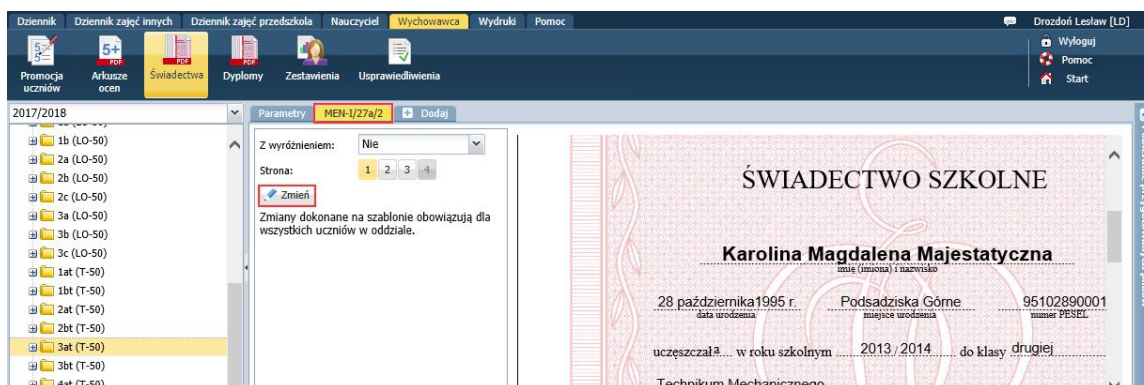 Dziennik Dziennik zajęć innych Dziennik zajęć przedszkola Nauczyciel Wychowawca Wydruki Pomoc Drozdoń Lesław [LD]
Promocja uczniów
Arkusze ocen
Świadectwa
Dyplomy
Zestawienia
Usprawiedliwienia
Wyloguj
Pomoc
Start
2017/2018
1b (LO-50)
2a (LO-50)
2b (LO-50)
2c (LO-50)
3a (LO-50)
3b (LO-50)
3c (LO-50)
1at (T-50)
1bt (T-50)
2at (T-50)
2bt (T-50)
3at (T-50)
3bt (T-50)
4at (T-50)
Parametry MEN-I/27a/2 Dodaj
Z wyróżnieniem: Nie
Strona: 1 2 3 4
Zmień
Zmiany dokonane na szablonie obowiązują dla
wszystkich uczniów w oddziale.
ŚWIADECTWO SZKOLNE
Karolina Magdalena Majestatyczna
imię (imiona) i nazwisko
28 października1995 r. Podsadziska Górne 95102890001
data urodzenia miejsce urodzenia numer PESEL
uczęszczała w roku szkolnym 2013 / 2014 do klasy drugiej
Technikum Mechanicznego